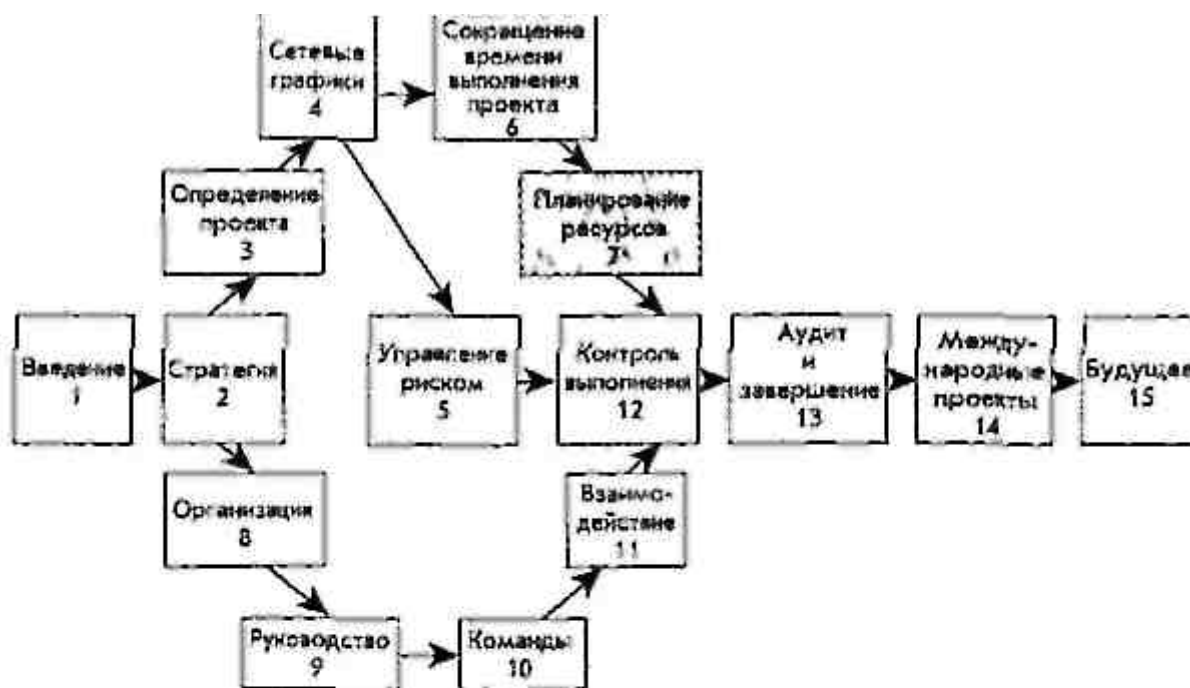 Сетевые
графики
4
Сокращение
времени
выполнения
проекта
6
Определение
проекта
3
Планирование
ресурсов
7
Введение
1
Стратегия
2
Управление
риском
5
Контроль
выполнения
12
Аудит
и
завершение
13
Между-
народные
проекты
14
Будущее
15
Организация
8
Взаимо-
действие
11
Руководство
9
Команды
10